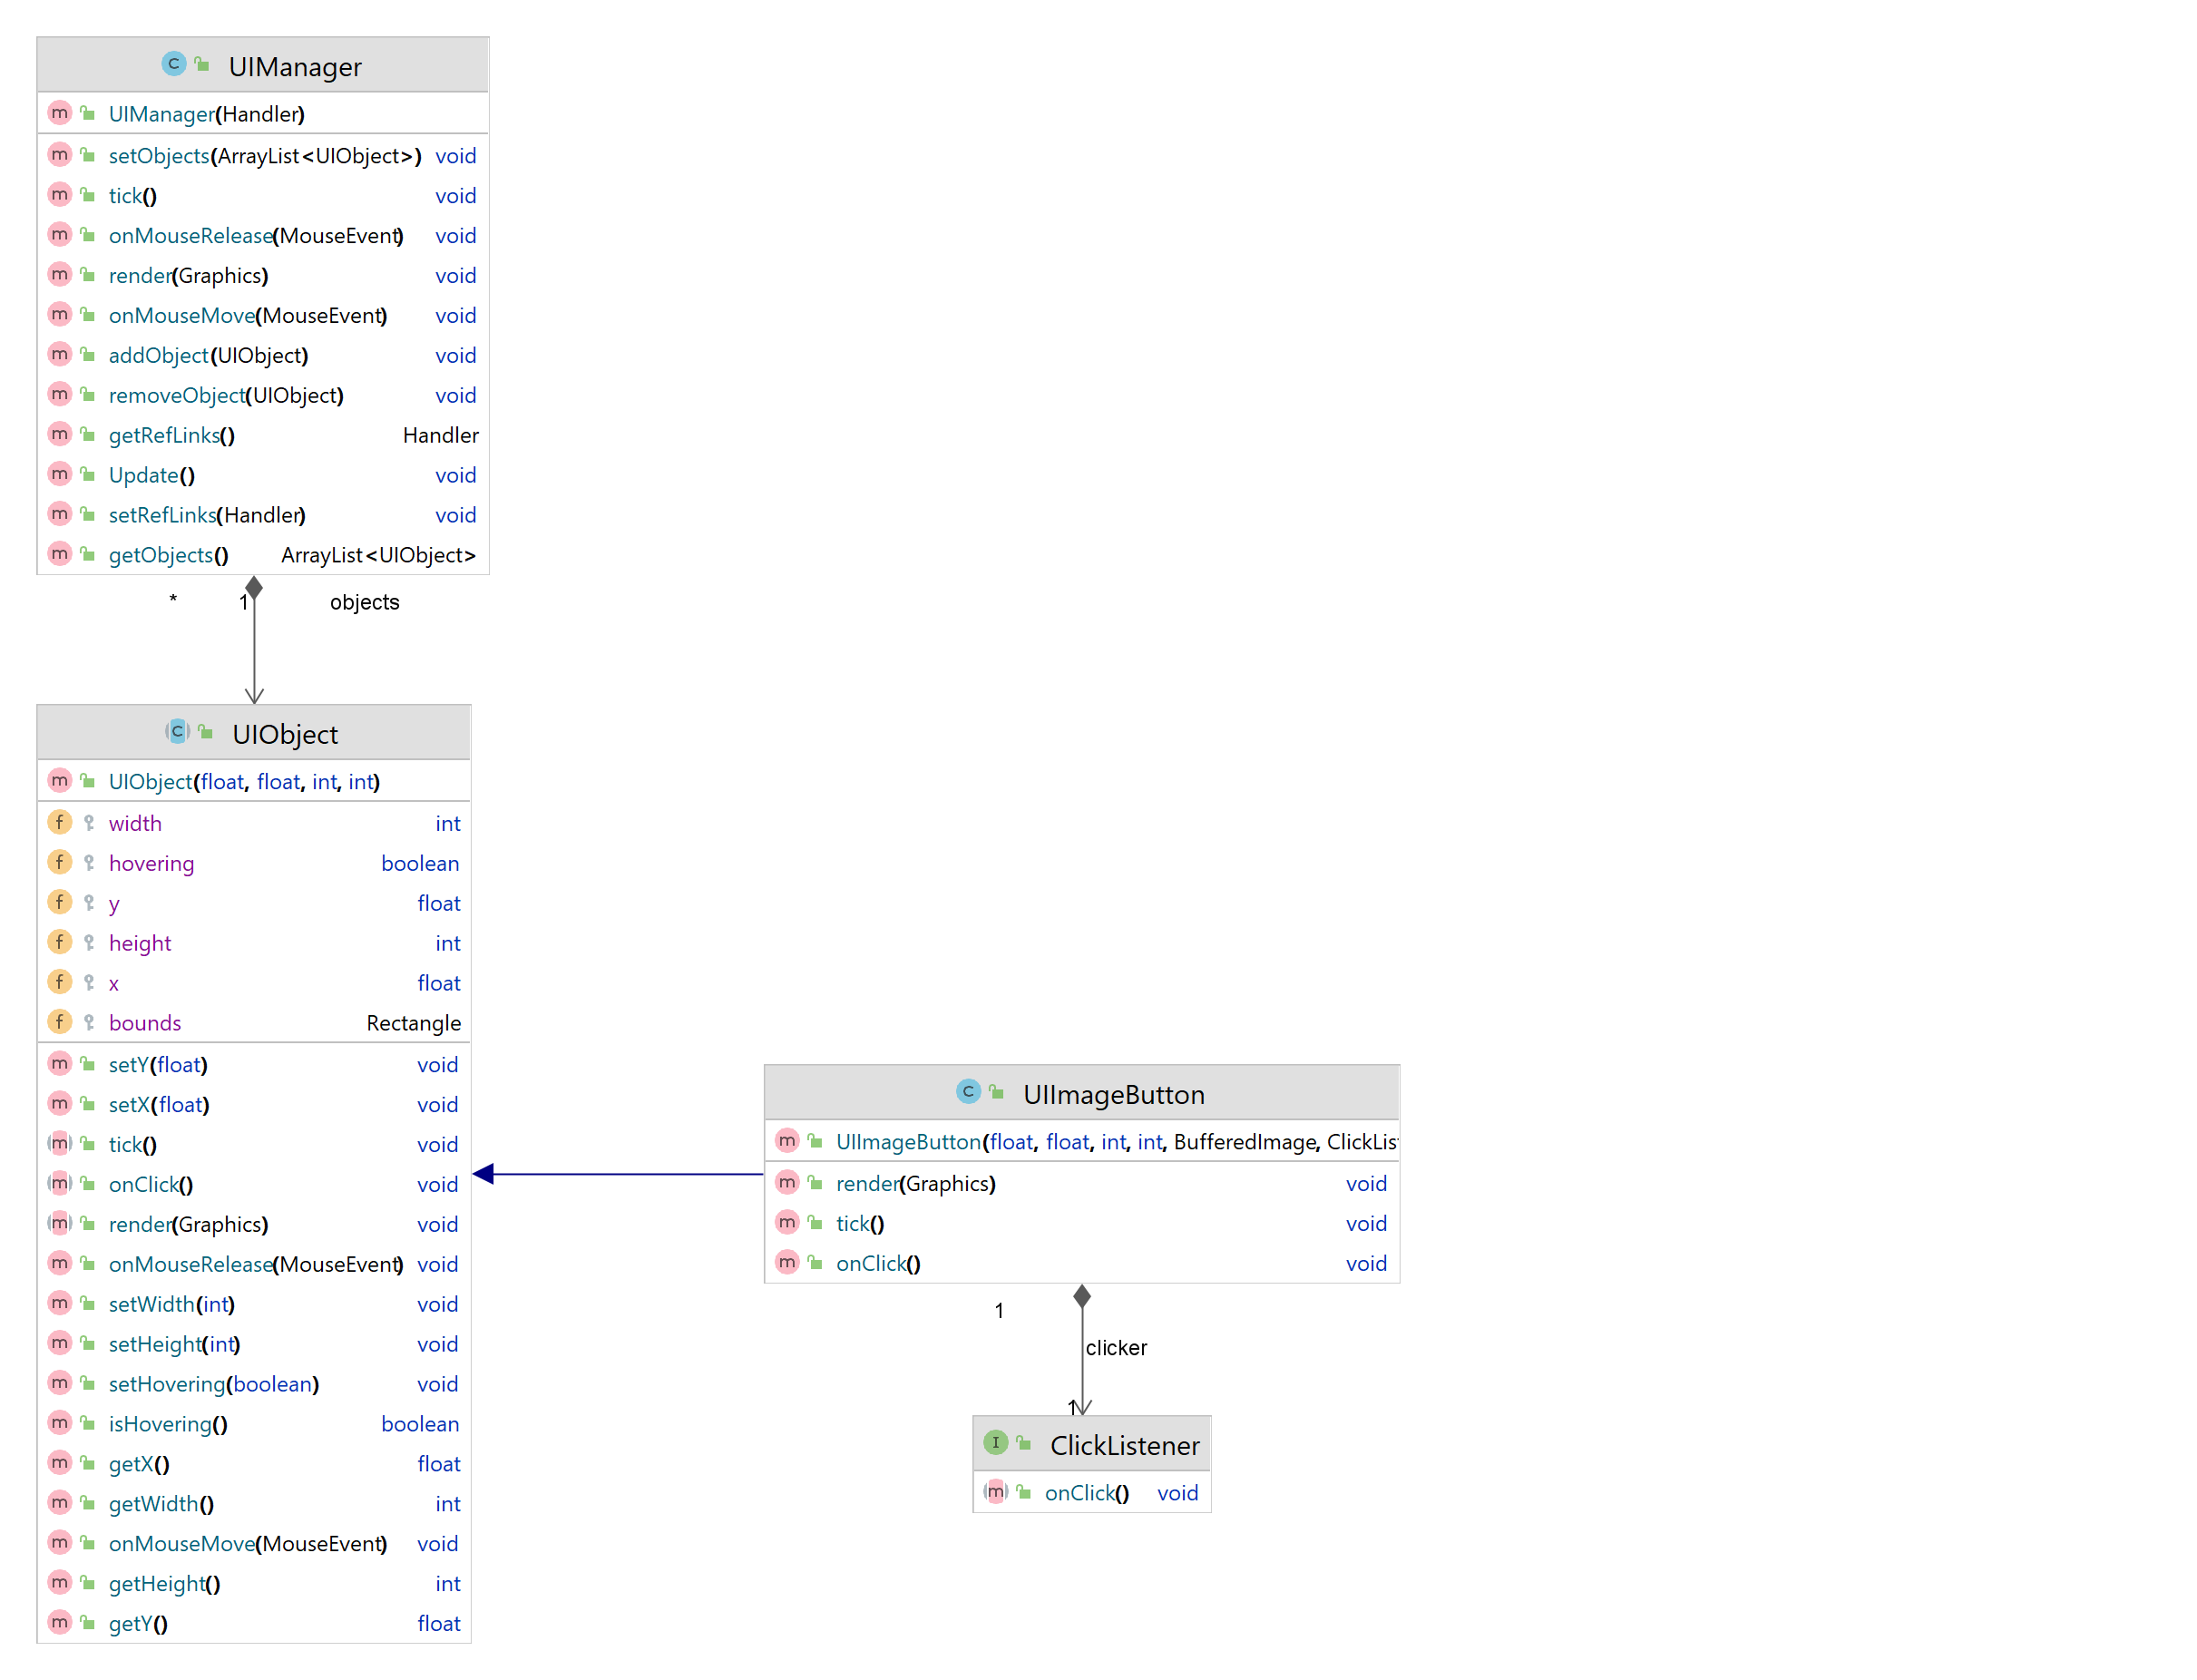 UIManager
UIManager(Handler)
setObjects(ArrayList<UIObject>) void
tick() void
onMouseRelease(MouseEvent) void
render(Graphics) void
onMouseMove(MouseEvent) void
addObject(UIObject) void
removeObject(UIObject) void
getRefLinks() Handler
Update() void
setRefLinks(Handler) void
getObjects() ArrayList<UIObject>
* 1 objects
UIObject
UIObject(float, float, int, int)
width int
hovering boolean
y float
height int
x float
bounds Rectangle
setY(float) void
setX(float) void
tick() void
onClick() void
render(Graphics) void
onMouseRelease(MouseEvent) void
setWidth(int) void
setHeight(int) void
setHovering(boolean) void
isHovering() boolean
getX() float
getWidth() int
onMouseMove(MouseEvent) void
getHeight() int
getY() float
UIImageButton
UIImageButton(float, float, int, int, BufferedImage, ClickLis
render(Graphics) void
tick() void
onClick() void
1
clicker
1
ClickListener
onClick() void